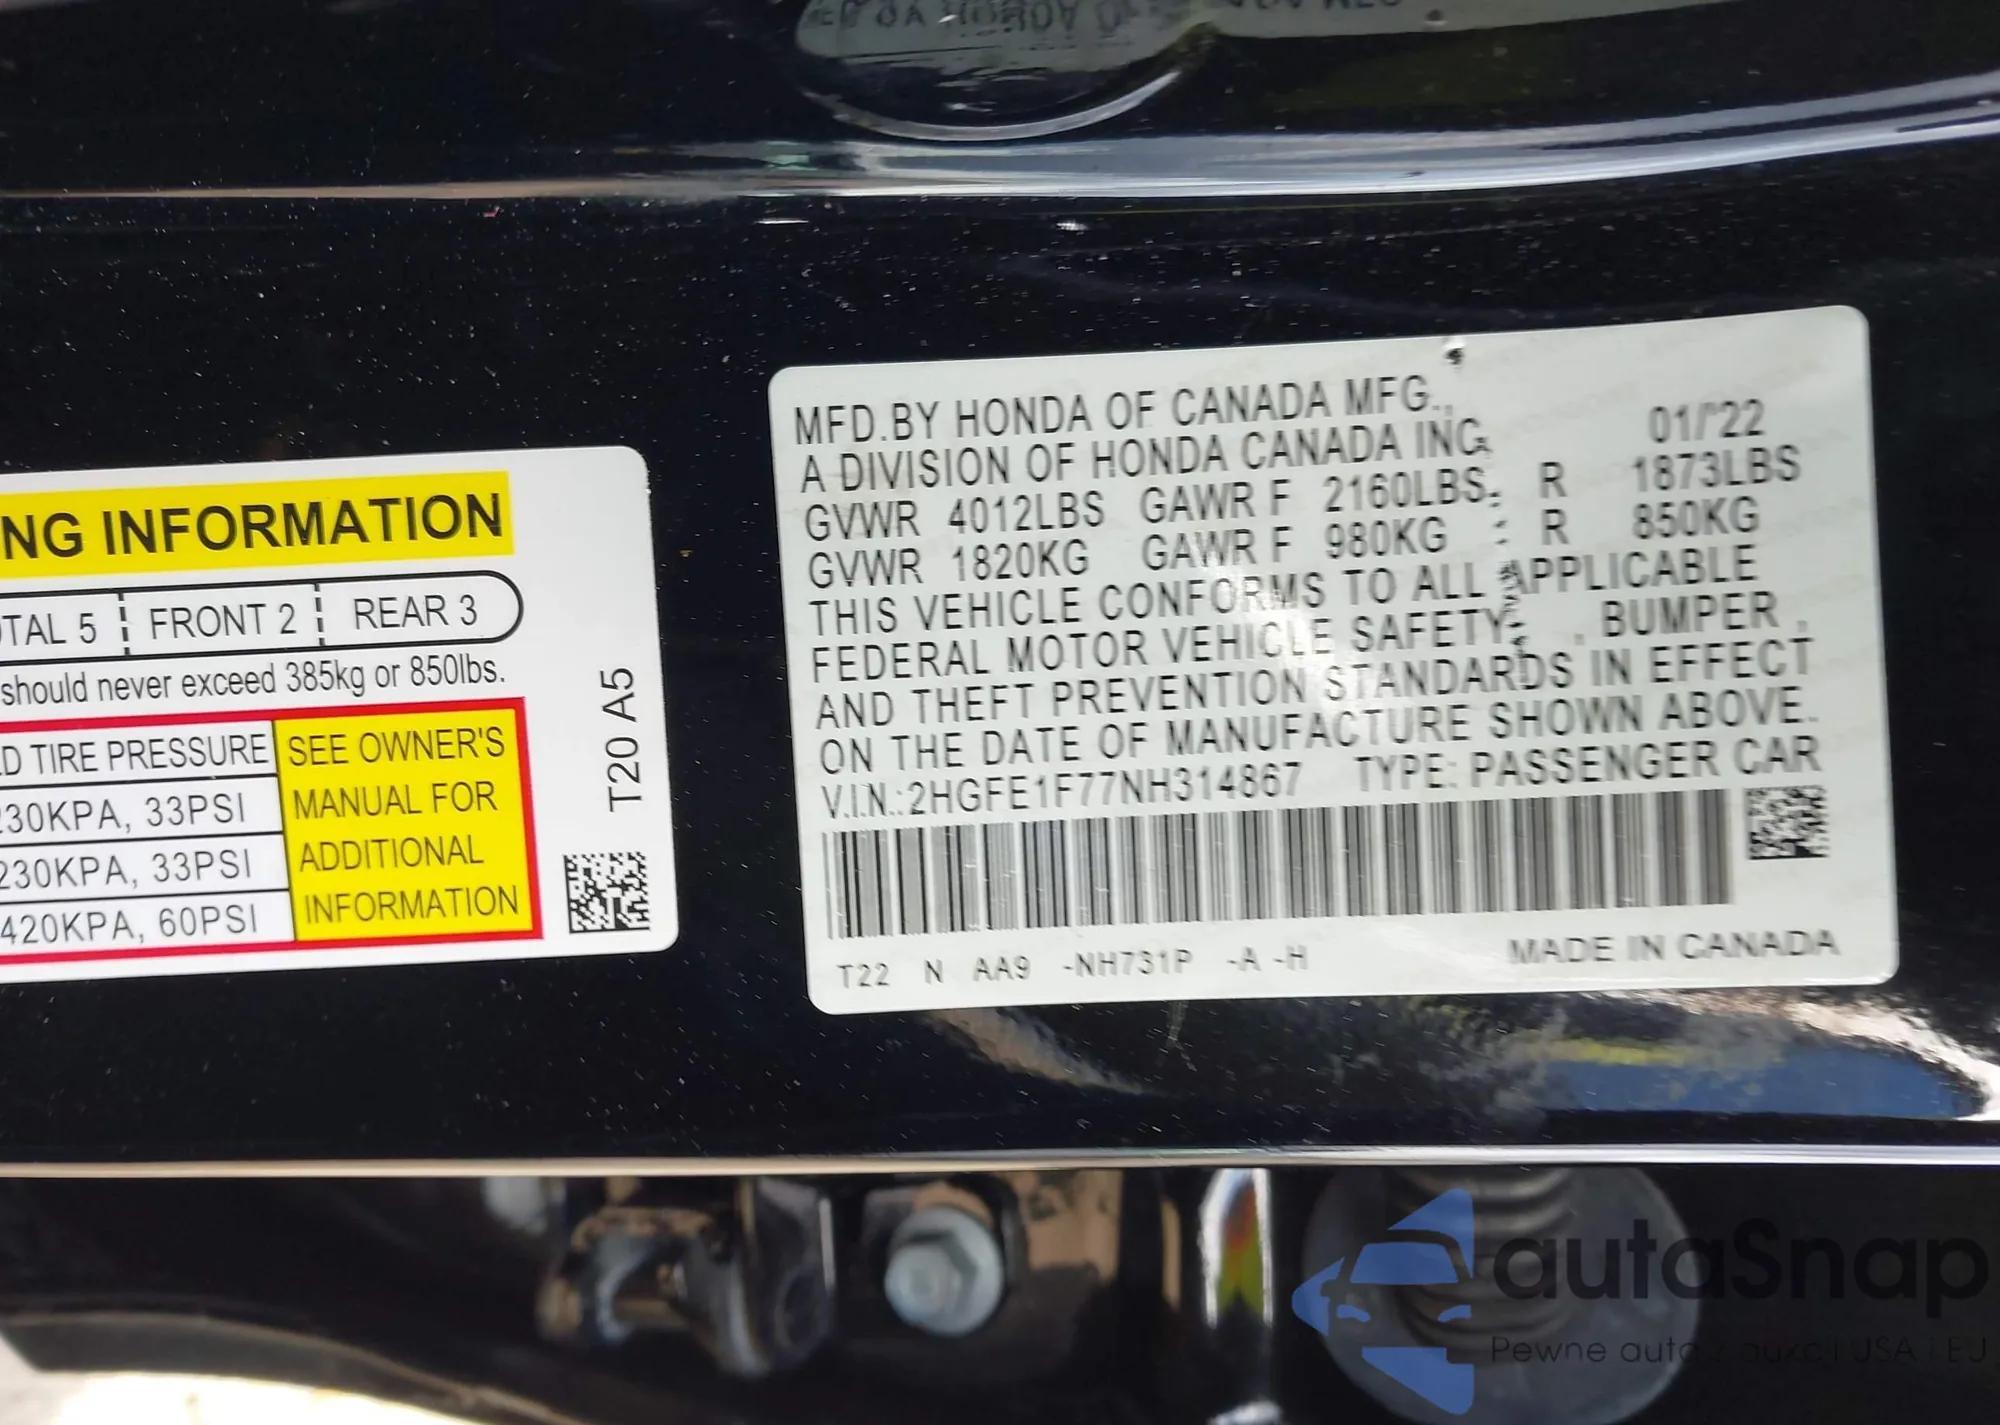 NG INFORMATION
TAL 5 FRONT 2 REAR 3
should never exceed 385kg or 850lbs.
D TIRE PRESSURE
230KPA, 33PSI
230KPA, 33PSI
420KPA, 60PSI
SEE OWNER'S
MANUAL FOR
ADDITIONAL
INFORMATION
T20 A5
MFD.BY HONDA OF CANADA MFG.,
A DIVISION OF HONDA CANADA INC. 01/'22
GVWR 4012LBS GAWR F 2160LBS. R 1873LBS
GVWR 1820KG GAWR F 980KG : R 850KG
THIS VEHICLE CONFORMS TO ALL APPLICABLE
FEDERAL MOTOR VEHICLE SAFETY, , BUMPER ,
AND THEFT PREVENTION STANDARDS IN EFFECT
ON THE DATE OF MANUFACTURE SHOWN ABOVE.
V.I.N.:2HGFE1F77NH314867 TYPE: PASSENGER CAR
T22 N AA9 -NH731P -A -H MADE IN CANADA
autaSnap
Pewne auta USA i EU